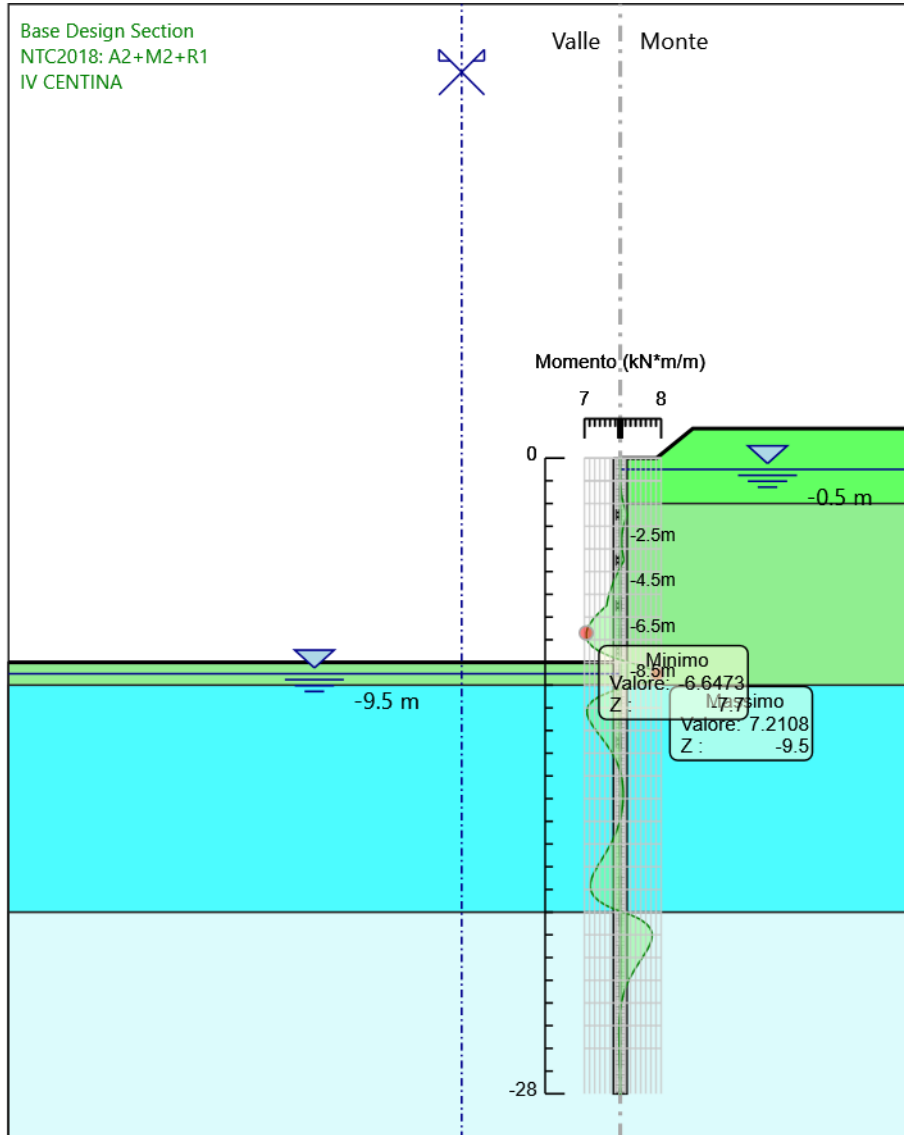 Base Design Section
NTC2018: A2+M2+R1
IV CENTINA
Valle
Monte
Momento (kN*m/m)
7
8
0
-0.5 m
-2.5m
-4.5m
-6.5m
-8.5m
Minimo
Valore: -6.6473
Z : -7.7
-9.5 m
Massimo
Valore: 7.2108
Z : -9.5
-28